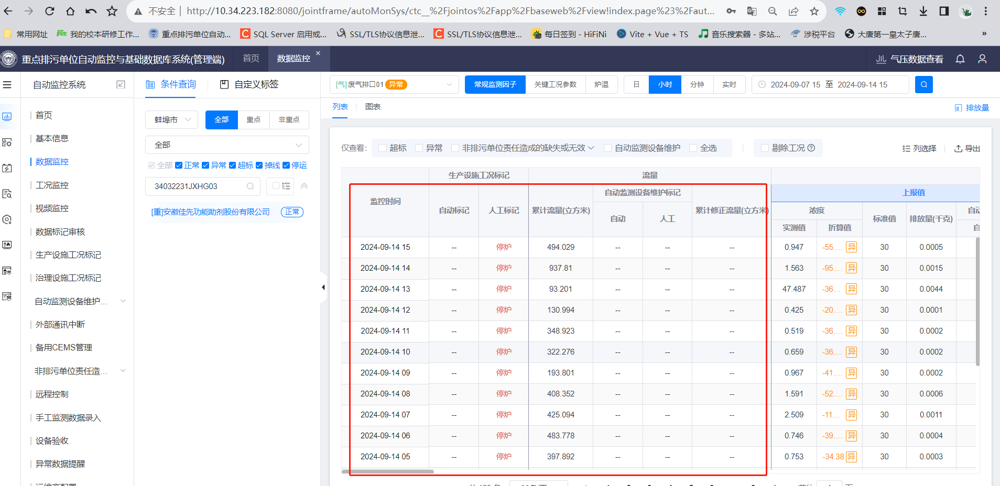 不安全 | http://10.34.223.182:8080/jointframe/autoMonSys/ctc__%2Fjointos%2Fapp%2Fbaseweb%2Fview!index.page%23%2Faut...
常用网址 我的校本研修工作... 重点排污单位自动... SQL Server 启用或... SSL/TLS协议信息泄... SSL/TLS协议信息泄... 每日签到 - HiFiNi Vite + Vue + TS 音乐搜索器 - 多站... 涉税平台 大唐第一皇太子唐... »
重点排污单位自动监控与基础数据库系统(管理端) 首页 数据监控 × 气压数据查看
自动监控系统
首页
基本信息
数据监控
工况监控
视频监控
数据标记审核
生产设施工况标记
治理设施工况标记
自动监测设备维护...
外部通讯中断
备用CEMS管理
非排污单位责任造...
远程控制
手工监测数据录入
设备验收
异常数据提醒
运维商配置
条件查询 自定义标签
蚌埠市 全部 重点 非重点
全部
全部 正常 异常 超标 掉线 停运
34032231JXHG03
[重]安徽佳先功能助剂股份有限公司 正常
[气]废气排口01 异常 常规监测因子 关键工况参数 炉温 日 小时 分钟 实时 2024-09-07 15 至 2024-09-14 15
列表 图表 排放量
仅查看: 超标 异常 非排污单位责任造成的缺失或无效 自动监测设备维护 全选 剔除工况 列选择 导出
生产设施工况标记 流量
监控时间 自动标记 人工标记 累计流量(立方米) 自动监测设备维护标记 累计修正流量(立方米) 上报值
自动 人工 浓度 标准值 排放量(千克) 自动
实测值 折算值 自
2024-09-14 15 -- 停炉 494.029 -- -- -- 0.947 -55.... 异 30 0.0005
2024-09-14 14 -- 停炉 937.81 -- -- -- 1.563 -95.... 异 30 0.0015
2024-09-14 13 -- 停炉 93.201 -- -- -- 47.487 -36... 异 30 0.0044
2024-09-14 12 -- 停炉 130.994 -- -- -- 0.425 -20.... 异 30 0.0001
2024-09-14 11 -- 停炉 348.923 -- -- -- 0.519 -36.... 异 30 0.0002
2024-09-14 10 -- 停炉 322.276 -- -- -- 0.659 -36.... 异 30 0.0002
2024-09-14 09 -- 停炉 193.801 -- -- -- 0.967 -41.... 异 30 0.0002
2024-09-14 08 -- 停炉 408.352 -- -- -- 1.591 -52.... 异 30 0.0006
2024-09-14 07 -- 停炉 425.094 -- -- -- 2.509 -11... 异 30 0.0011
2024-09-14 06 -- 停炉 483.778 -- -- -- 0.746 -39.... 异 30 0.0004
2024-09-14 05 -- 停炉 397.892 -- -- -- 0.753 -34.38 异 30 0.0003